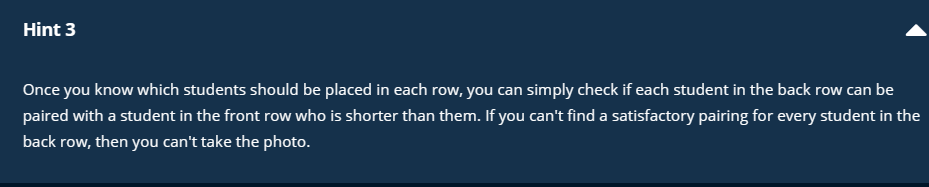 Hint 3
Once you know which students should be placed in each row, you can simply check if each student in the back row can be
paired with a student in the front row who is shorter than them. If you can't find a satisfactory pairing for every student in the
back row, then you can't take the photo.